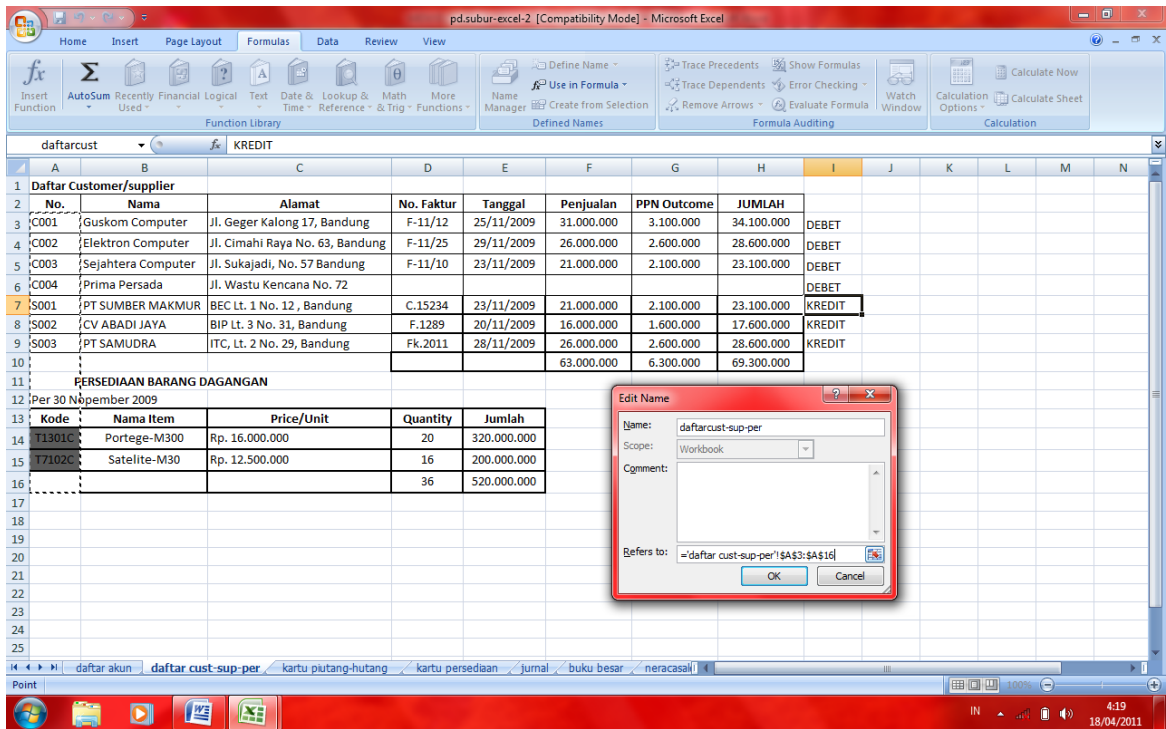 pd.subur-excel-2 [Compatibility Mode] - Microsoft Excel
Home Insert Page Layout Formulas Data Review View
Insert Function AutoSum Recently Used Financial Logical Text Date & Time Lookup & Reference Math & Trig More Functions
Function Library
Name Manager Define Name Use in Formula Create from Selection
Defined Names
Trace Precedents Trace Dependents Remove Arrows Show Formulas Error Checking Evaluate Formula Watch Window
Formula Auditing
Calculation Options Calculate Now Calculate Sheet
Calculation
daftarcust fx KREDIT
A B C D E F G H I J K L M N
1 Daftar Customer/supplier
2 No. Nama Alamat No. Faktur Tanggal Penjualan PPN Outcome JUMLAH
3 C001 Guskom Computer Jl. Geger Kalong 17, Bandung F-11/12 25/11/2009 31.000.000 3.100.000 34.100.000 DEBET
4 C002 Elektron Computer Jl. Cimahi Raya No. 63, Bandung F-11/25 29/11/2009 26.000.000 2.600.000 28.600.000 DEBET
5 C003 Sejahtera Computer Jl. Sukajadi, No. 57 Bandung F-11/10 23/11/2009 21.000.000 2.100.000 23.100.000 DEBET
6 C004 Prima Persada Jl. Wastu Kencana No. 72 DEBET
7 S001 PT SUMBER MAKMUR BEC Lt. 1 No. 12 , Bandung C.15234 23/11/2009 21.000.000 2.100.000 23.100.000 KREDIT
8 S002 CV ABADI JAYA BIP Lt. 3 No. 31, Bandung F.1289 20/11/2009 16.000.000 1.600.000 17.600.000 KREDIT
9 S003 PT SAMUDRA ITC, Lt. 2 No. 29, Bandung Fk.2011 28/11/2009 26.000.000 2.600.000 28.600.000 KREDIT
10 63.000.000 6.300.000 69.300.000
11 PERSEDIAAN BARANG DAGANGAN
12 Per 30 Nopember 2009
13 Kode Nama Item Price/Unit Quantity Jumlah
14 T1301C Portege-M300 Rp. 16.000.000 20 320.000.000
15 T7102C Satelite-M30 Rp. 12.500.000 16 200.000.000
16 36 520.000.000
17
18
19
20
21
22
23
24
25
Edit Name
Name: daftarcust-sup-per
Scope: Workbook
Comment:
Refers to: ='daftar cust-sup-per'!$A$3:$A$16
OK Cancel
daftar akun daftar cust-sup-per kartu piutang-hutang kartu persediaan jurnal buku besar neracasal
Point 100%
IN 4:19
18/04/2011